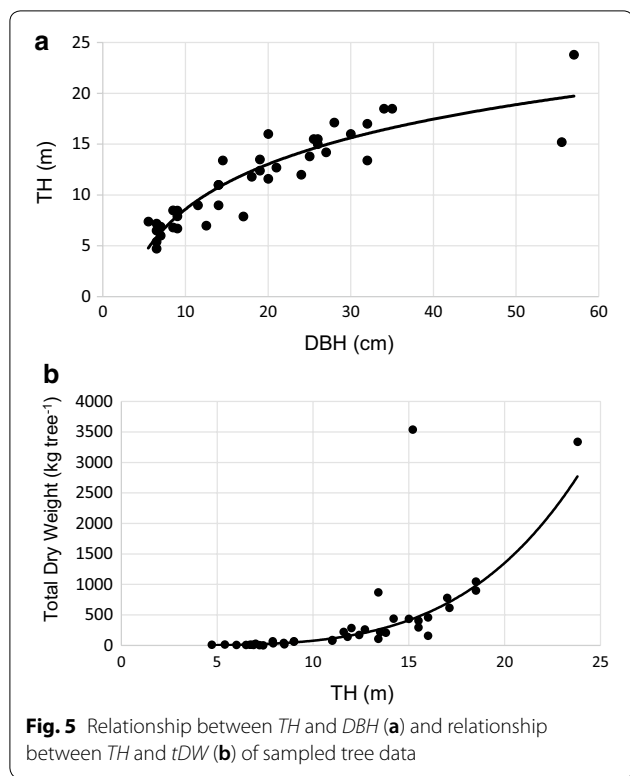 a
25
20
15
10
5
0
TH (m)
0 10 20 30 40 50 60
DBH (cm)
b
4000
3500
3000
2500
2000
1500
1000
500
0
Total Dry Weight (kg tree⁻¹)
0 5 10 15 20 25
TH (m)
Fig. 5 Relationship between TH and DBH (a) and relationship
between TH and tDW (b) of sampled tree data